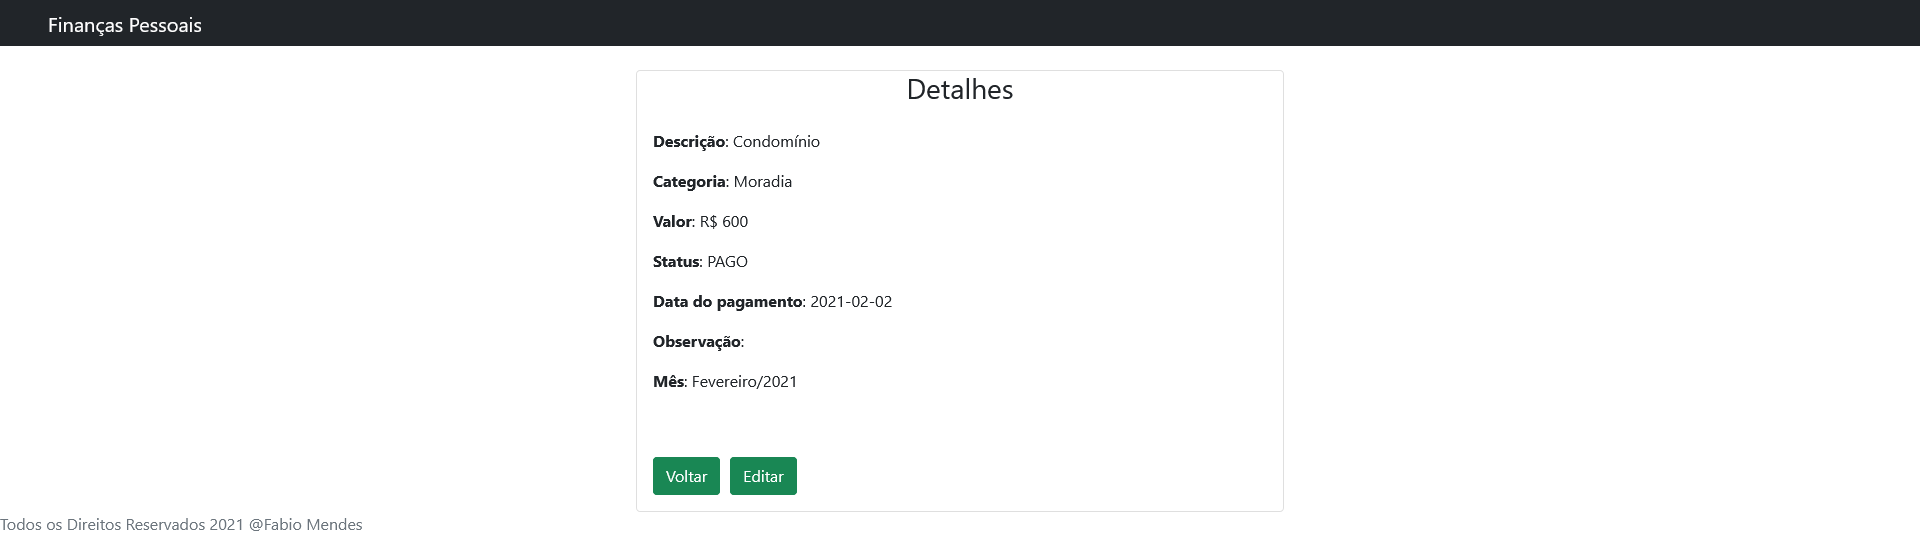 Finanças Pessoais
Detalhes
Descrição: Condomínio
Categoria: Moradia
Valor: R$ 600
Status: PAGO
Data do pagamento: 2021-02-02
Observação:
Mês: Fevereiro/2021
Voltar Editar
Todos os Direitos Reservados 2021 @Fabio Mendes